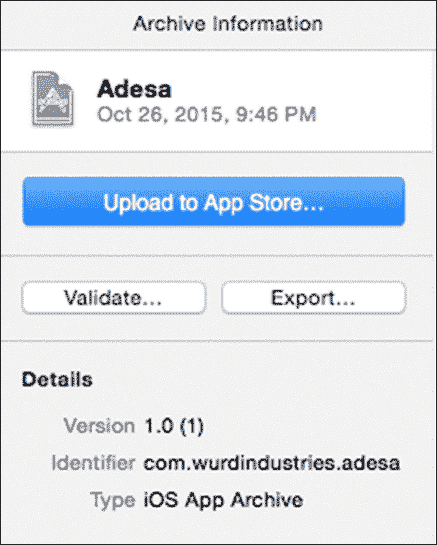 Archive Information
Adesa
Oct 26, 2015, 9:46 PM
Upload to App Store...
Validate...
Export...
Details
Version 1.0 (1)
Identifier com.wurdindustries.adesa
Type iOS App Archive